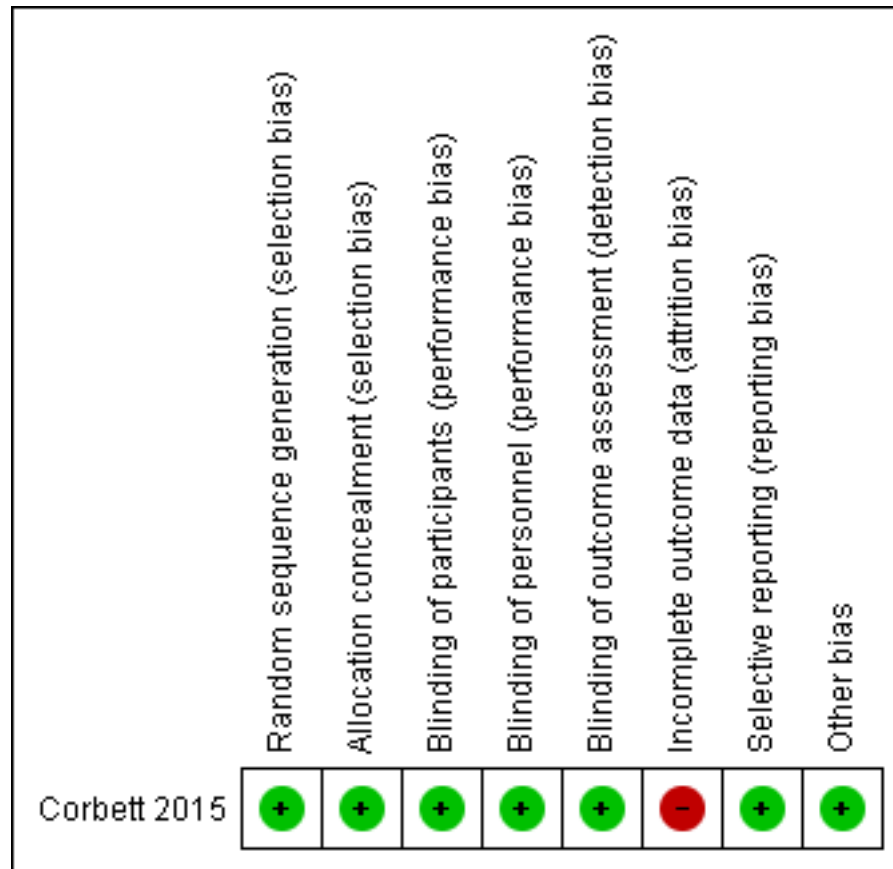 Random sequence generation (selection bias)
Allocation concealment (selection bias)
Blinding of participants (performance bias)
Blinding of personnel (performance bias)
Blinding of outcome assessment (detection bias)
Incomplete outcome data (attrition bias)
Selective reporting (reporting bias)
Other bias
Corbett 2015 + + + + + - + +